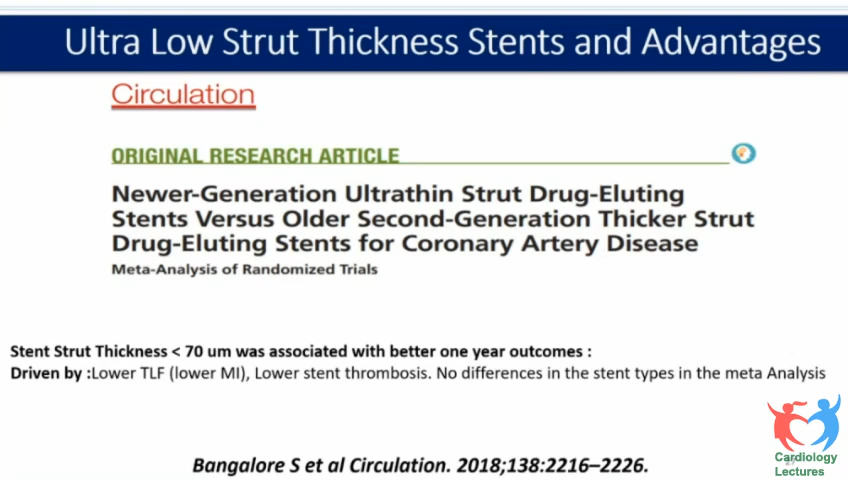 Ultra Low Strut Thickness Stents and Advantages
Circulation
ORIGINAL RESEARCH ARTICLE
Newer-Generation Ultrathin Strut Drug-Eluting
Stents Versus Older Second-Generation Thicker Strut
Drug-Eluting Stents for Coronary Artery Disease
Meta-Analysis of Randomized Trials
Stent Strut Thickness < 70 um was associated with better one year outcomes :
Driven by :Lower TLF (lower MI), Lower stent thrombosis. No differences in the stent types in the meta Analysis
Bangalore S et al Circulation. 2018;138:2216–2226.
Cardiology
Lectures